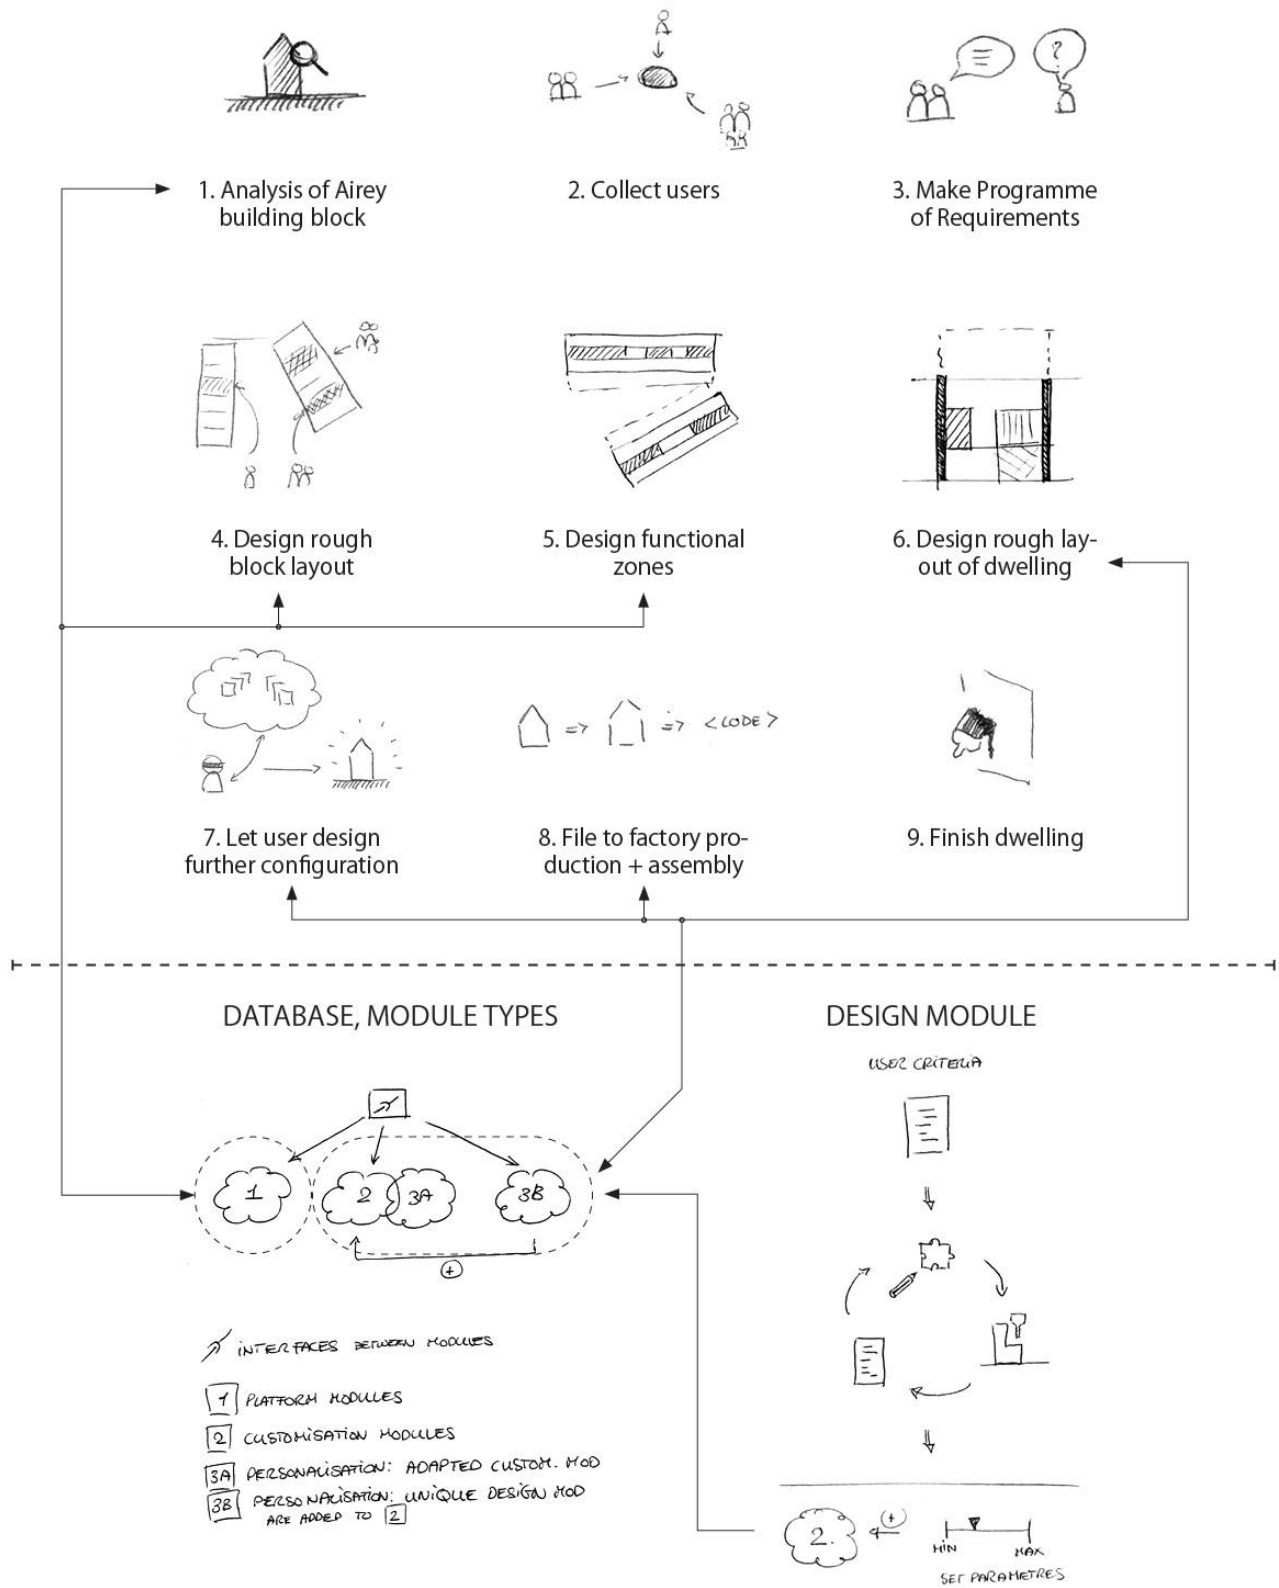 ?
1. Analysis of Airey
building block
2. Collect users
3. Make Programme
of Requirements
4. Design rough
block layout
5. Design functional
zones
6. Design rough lay-
out of dwelling
<CODE>
7. Let user design
further configuration
8. File to factory pro-
duction + assembly
9. Finish dwelling
DATABASE, MODULE TYPES
1
2
3A
3B
+
INTERFACES BETWEEN MODULES
1 PLATFORM MODULES
2 CUSTOMISATION MODULES
3A PERSONALISATION: ADAPTED CUSTOM. MOD
3B PERSONALISATION: UNIQUE DESIGN MOD
ARE ADDED TO 2
DESIGN MODULE
USER CRITERIA
2.
(+)
MIN
MAX
SET PARAMETRES